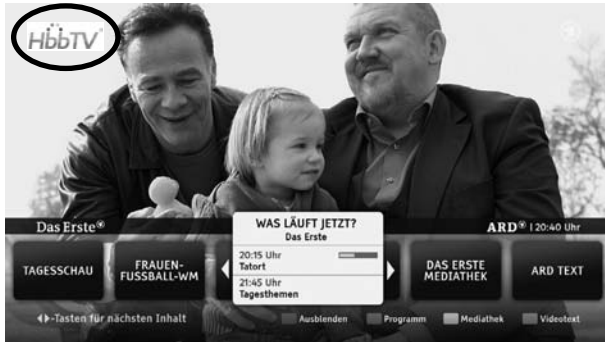 HbbTV
Das Erste
ARD | 20:40 Uhr
WAS LÄUFT JETZT?
Das Erste
20:15 Uhr
Tatort
21:45 Uhr
Tagesthemen
TAGESSCHAU
FRAUEN-
FUSSBALL-WM
DAS ERSTE
MEDIATHEK
ARD TEXT
-Tasten für nächsten Inhalt
Ausblenden
Programm
Mediathek
Videotext